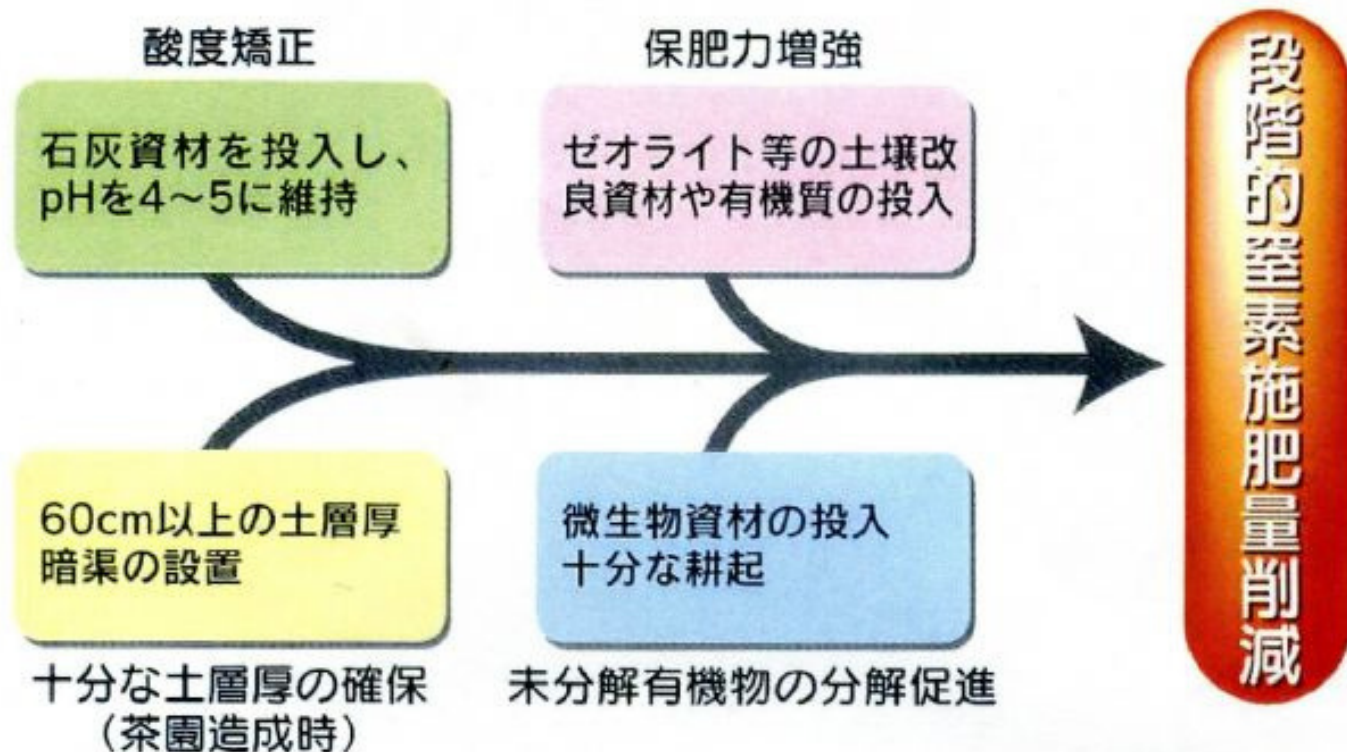 酸度矯正
石灰資材を投入し、
pHを4～5に維持
保肥力増強
ゼオライト等の土壌改
良資材や有機質の投入
60cm以上の土層厚
暗渠の設置
十分な土層厚の確保
（茶園造成時）
微生物資材の投入
十分な耕起
未分解有機物の分解促進
段階的窒素施肥量削減